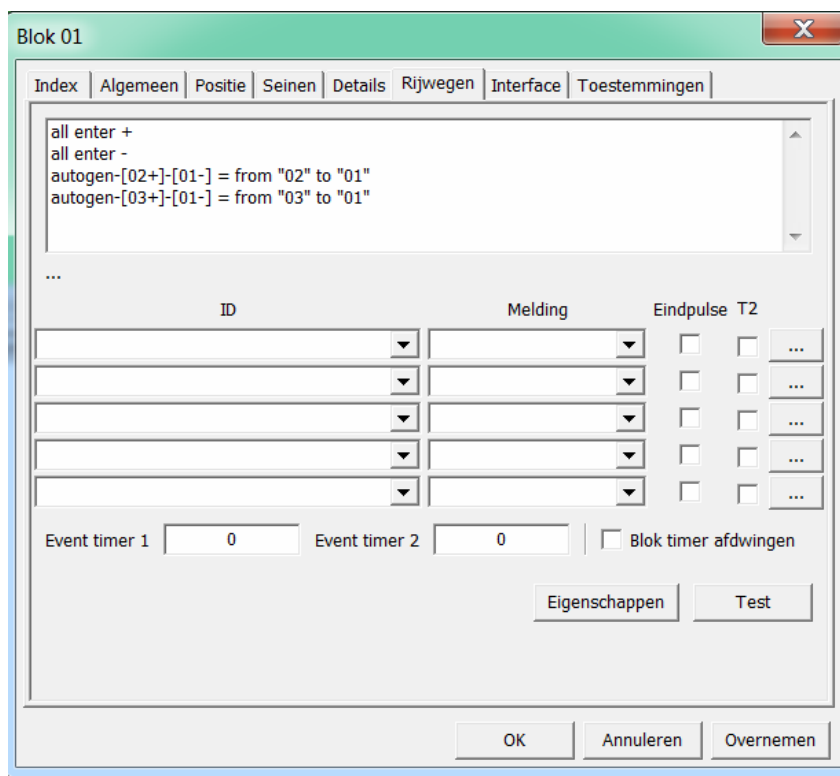 Blok 01
Index Algemeen Positie Seinen Details Rijwegen Interface Toestemmingen
all enter +
all enter -
autogen-[02+]-[01-] = from "02" to "01"
autogen-[03+]-[01-] = from "03" to "01"
...
ID Melding Eindpulse T2
...
...
...
...
...
Event timer 1 0 Event timer 2 0 Blok timer afdwingen
Eigenschappen Test
OK Annuleren Overnemen